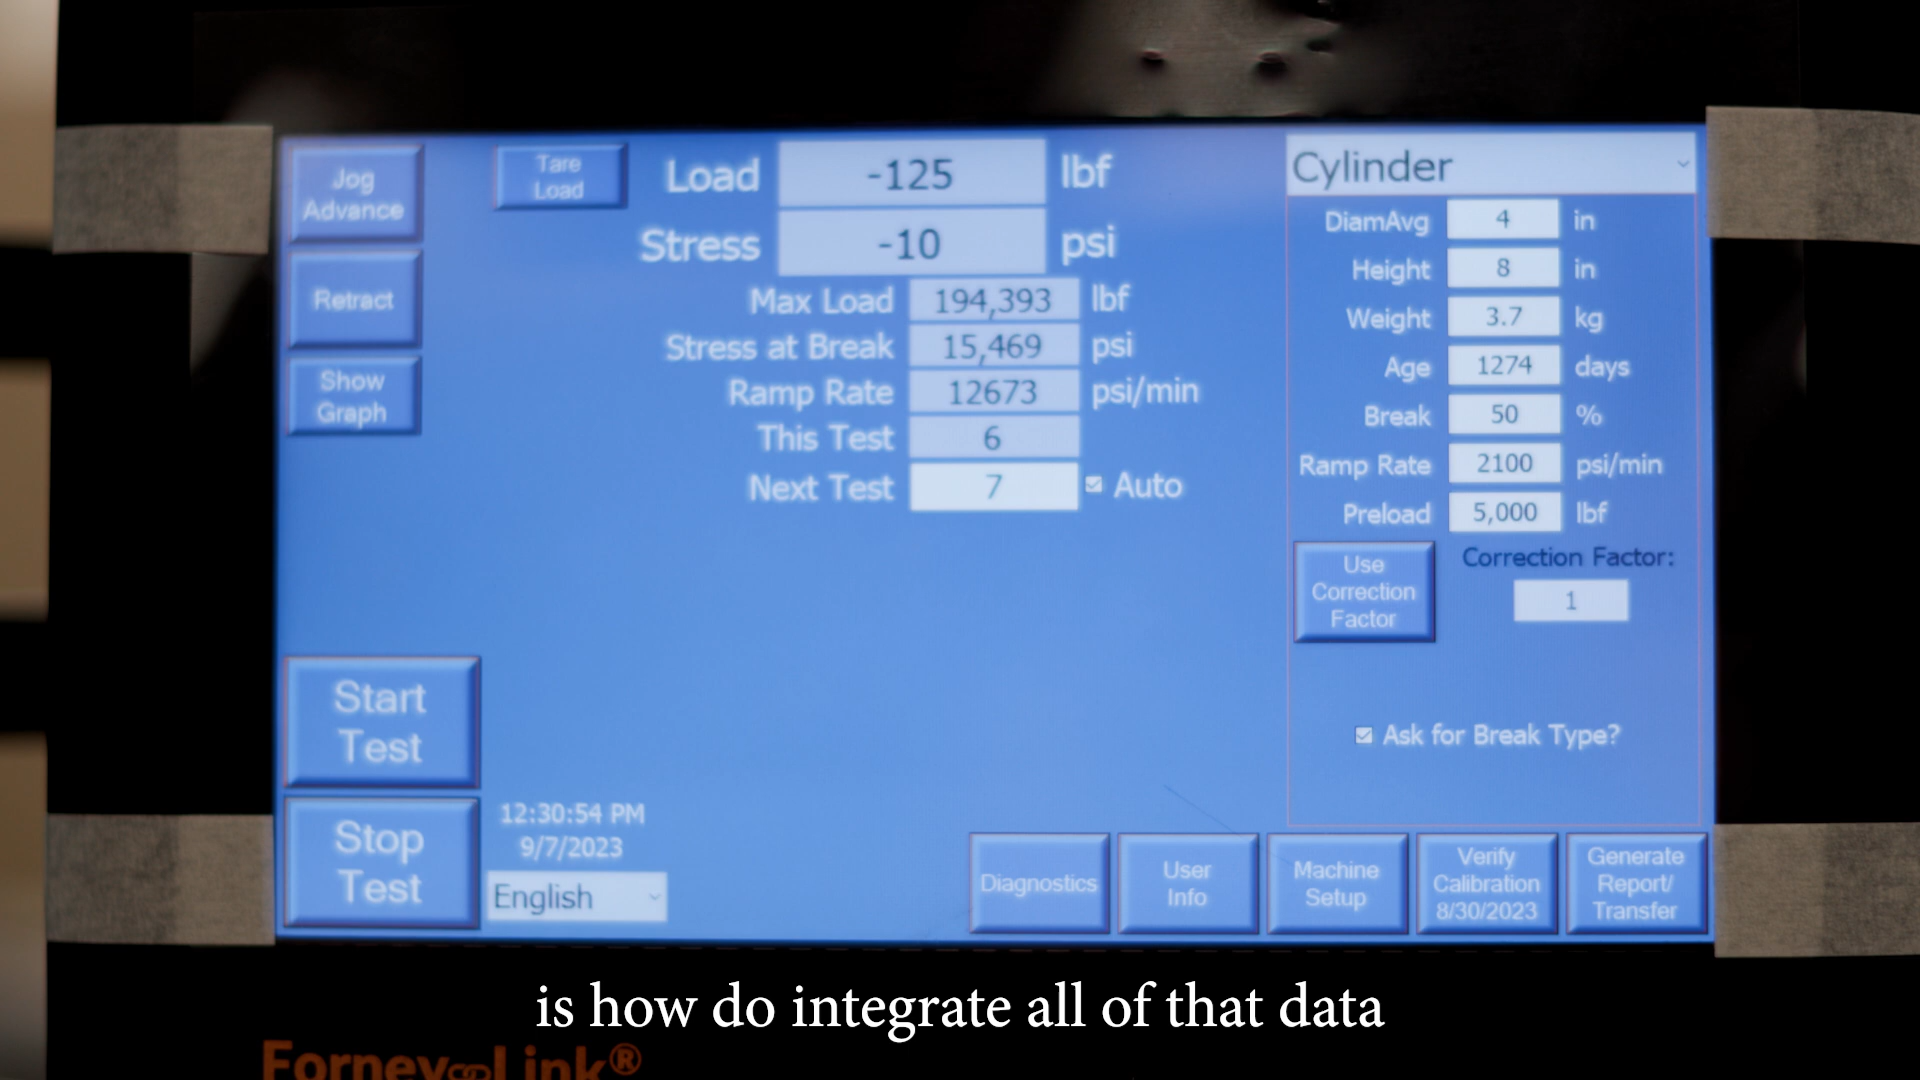 Jog
Advance
Tare
Load
Load -125 lbf
Stress -10 psi
Max Load 194,393 lbf
Stress at Break 15,469 psi
Ramp Rate 12673 psi/min
This Test 6
Next Test 7 Auto
Retract
Show
Graph
Cylinder
DiamAvg 4 in
Height 8 in
Weight 3.7 kg
Age 1274 days
Break 50 %
Ramp Rate 2100 psi/min
Preload 5,000 lbf
Use
Correction
Factor
Correction Factor:
1
Ask for Break Type?
Start
Test
Stop
Test
12:30:54 PM
9/7/2023
English
Diagnostics
User
Info
Machine
Setup
Verify
Calibration
8/30/2023
Generate
Report/
Transfer
is how do integrate all of that data
ForneyLink®